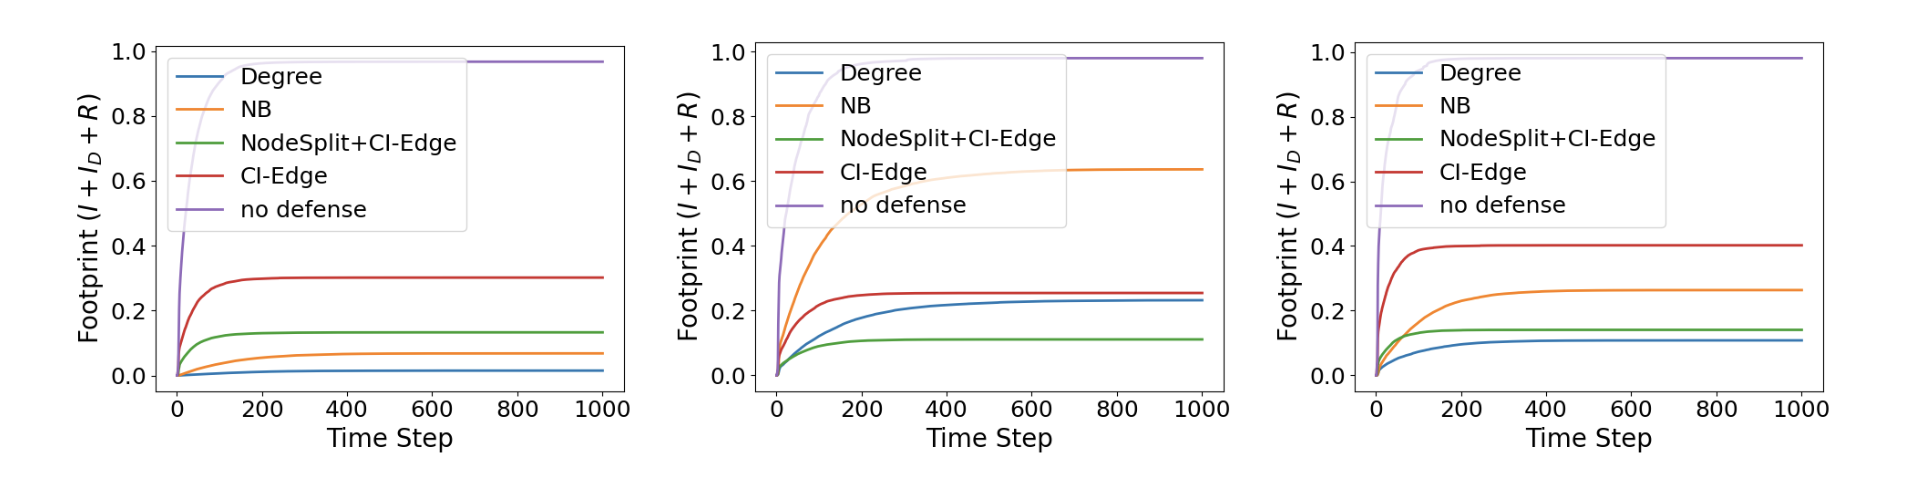 Footprint (I + I_D + R)
1.0
0.8
0.6
0.4
0.2
0.0
Degree
NB
NodeSplit+CI-Edge
CI-Edge
no defense
0 200 400 600 800 1000
Time Step
Footprint (I + I_D + R)
1.0
0.8
0.6
0.4
0.2
0.0
Degree
NB
NodeSplit+CI-Edge
CI-Edge
no defense
0 200 400 600 800 1000
Time Step
Footprint (I + I_D + R)
1.0
0.8
0.6
0.4
0.2
0.0
Degree
NB
NodeSplit+CI-Edge
CI-Edge
no defense
0 200 400 600 800 1000
Time Step